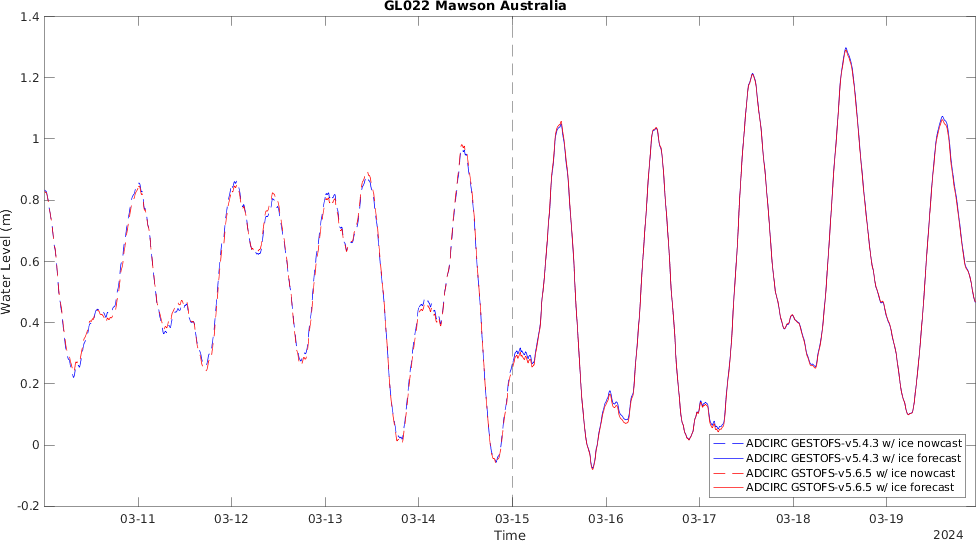 GL022 Mawson Australia
1.4
1.2
1
0.8
0.6
0.4
0.2
0
-0.2
Water Level (m)
03-11
03-12
03-13
03-14
03-15
03-16
03-17
03-18
03-19
Time
2024
ADCIRC GESTOFS-v5.4.3 w/ ice nowcast
ADCIRC GESTOFS-v5.4.3 w/ ice forecast
ADCIRC GSTOFS-v5.6.5 w/ ice nowcast
ADCIRC GSTOFS-v5.6.5 w/ ice forecast